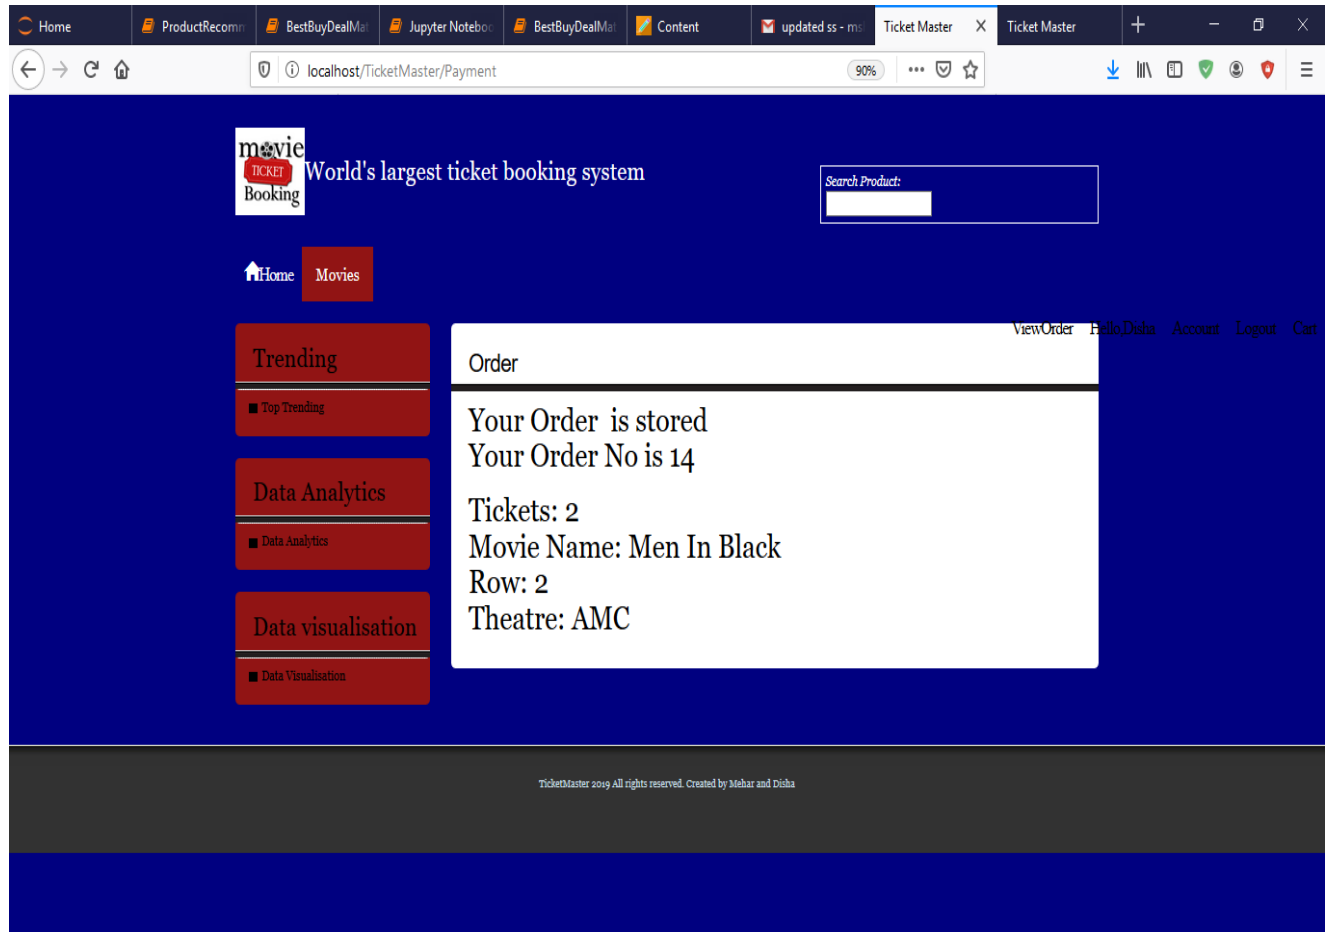 Home
ProductRecomm
BestBuyDealMat
Jupyter Noteboo
BestBuyDealMat
Content
updated ss - ms
Ticket Master
Ticket Master
localhost/TicketMaster/Payment
90%
movie
TICKET
Booking
World's largest ticket booking system
Search Product:
Home
Movies
ViewOrder Hello,Disha Account Logout Cart
Trending
Top Trending
Data Analytics
Data Analytics
Data visualisation
Data Visualisation
Order
Your Order is stored
Your Order No is 14
Tickets: 2
Movie Name: Men In Black
Row: 2
Theatre: AMC
TicketMaster 2019 All rights reserved. Created by Mehar and Disha